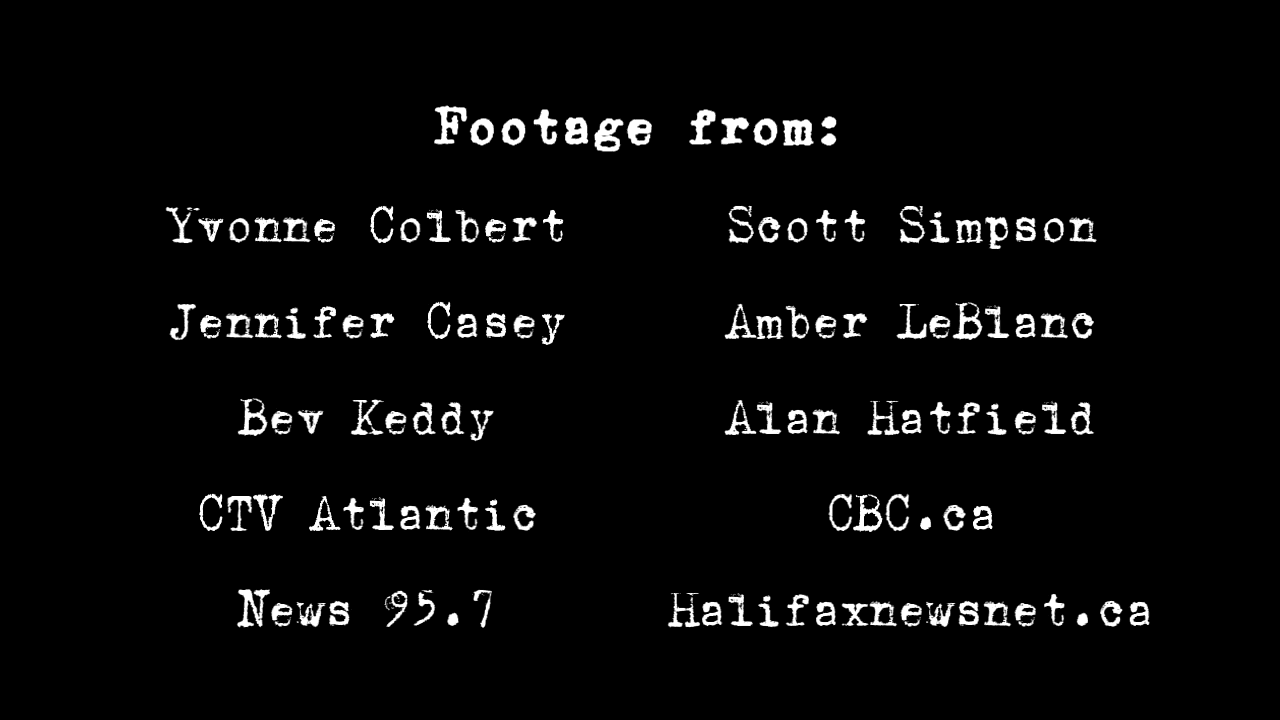 Footage from:
Yvonne Colbert
Scott Simpson
Jennifer Casey
Amber LeBlanc
Bev Keddy
Alan Hatfield
CTV Atlantic
CBC.ca
News 95.7
Halifaxnewsnet.ca